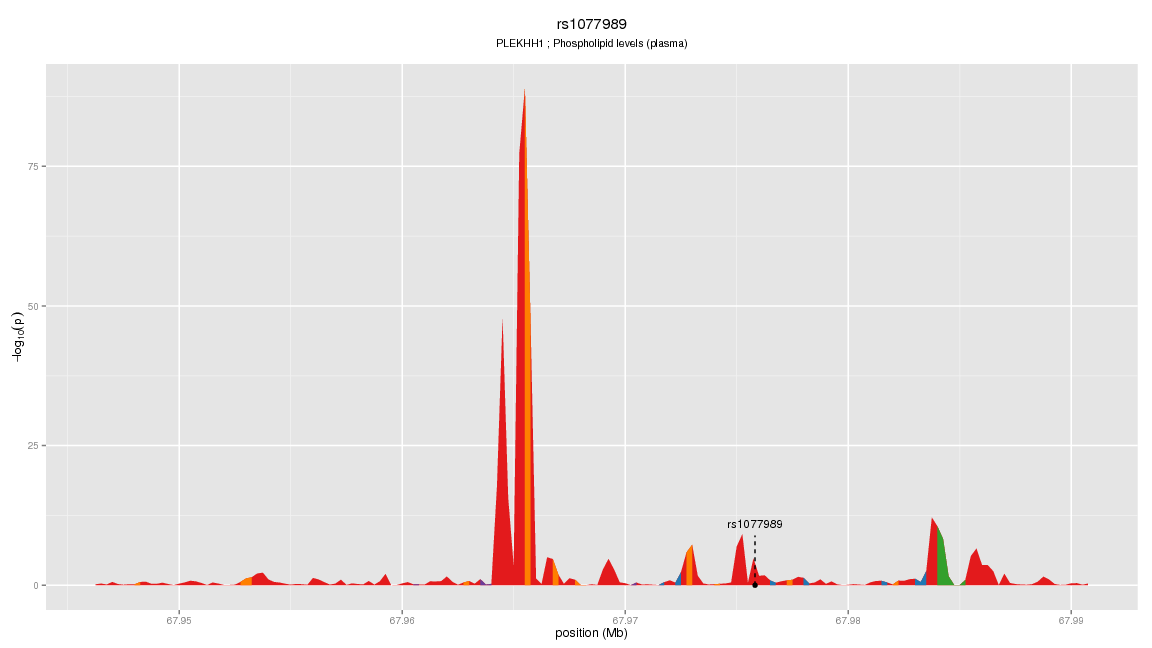 rs1077989
PLEKHH1 ; Phospholipid levels (plasma)
−log10(p)
75
50
25
0
rs1077989
67.95 67.96 67.97 67.98 67.99
position (Mb)